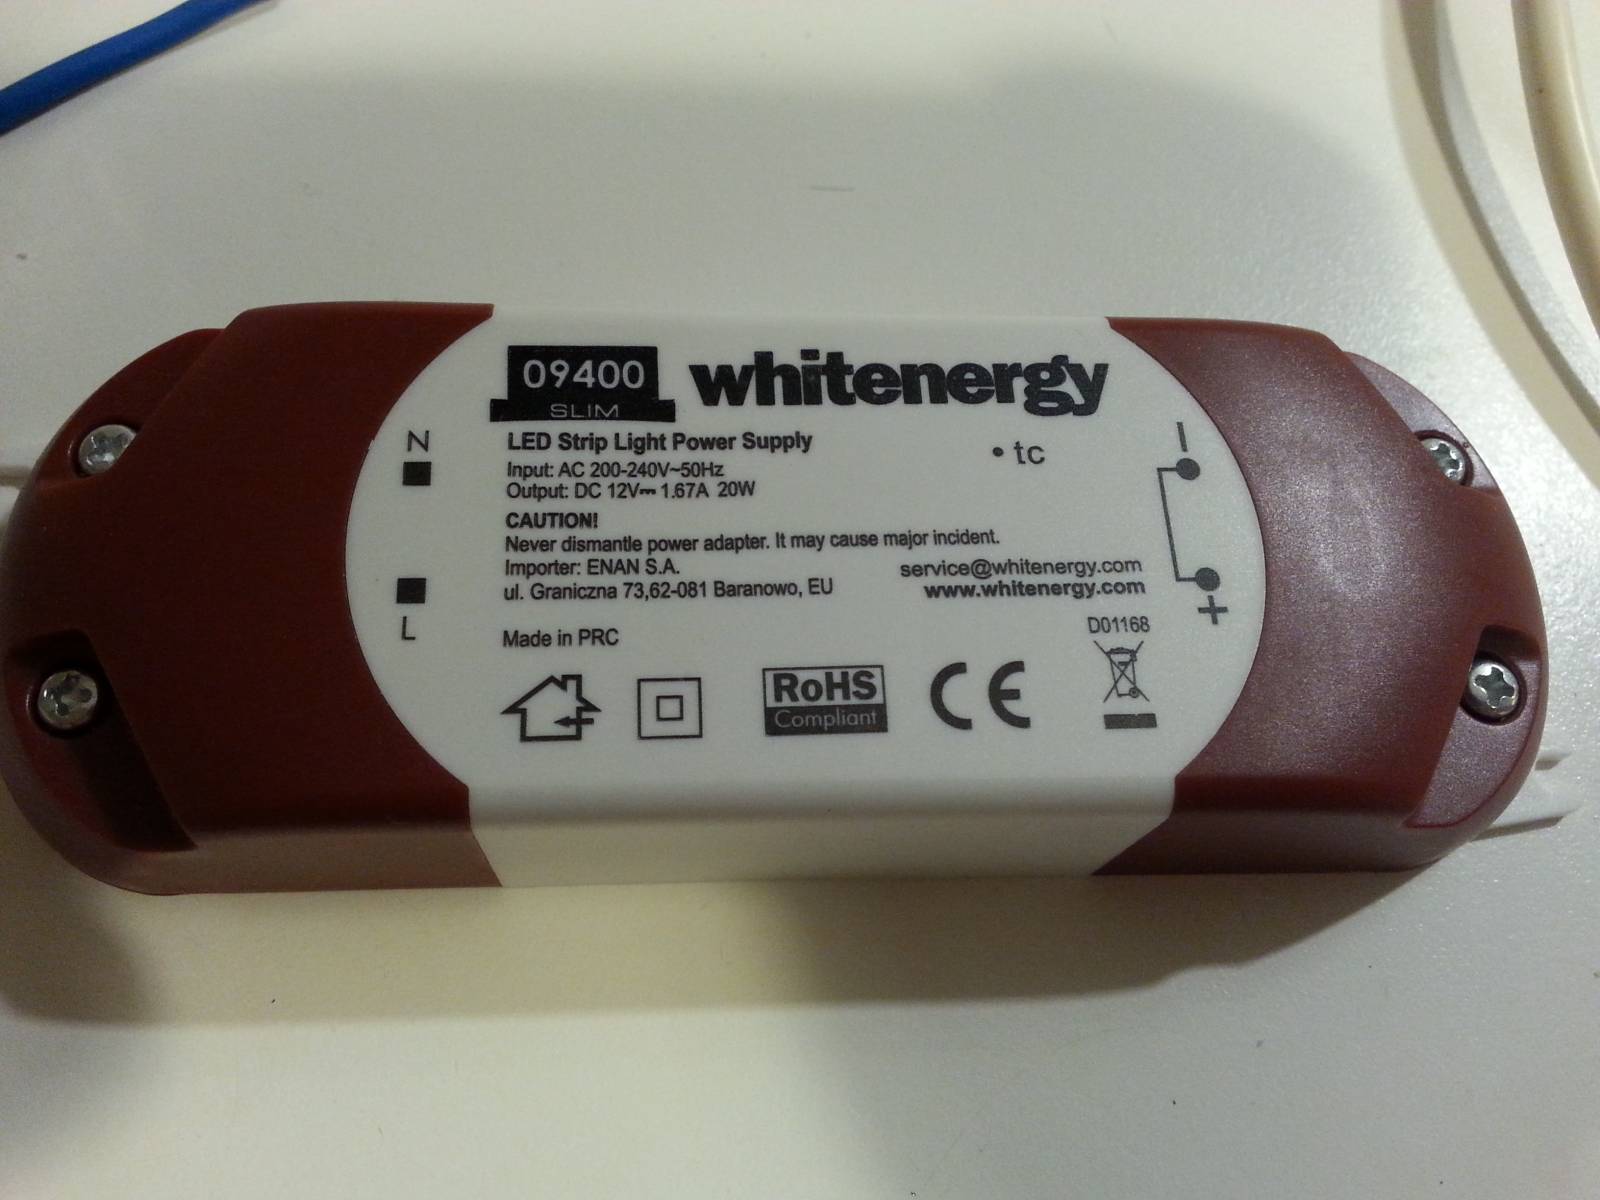 09400
SLIM
whitenergy
LED Strip Light Power Supply
Input: AC 200-240V~50Hz
Output: DC 12V⎓ 1.67A 20W
• tc
N
L
CAUTION!
Never dismantle power adapter. It may cause major incident.
Importer: ENAN S.A.
ul. Graniczna 73,62-081 Baranowo, EU
service@whitenergy.com
www.whitenergy.com
Made in PRC
D01168
RoHS
Compliant
CE
-
+